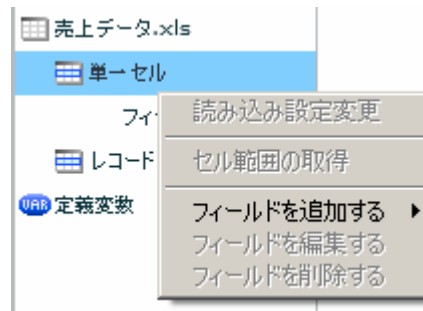 売上データ.xls
単一セル
フィ
読み込み設定変更
レコード
セル範囲の取得
VAR 定義変数
フィールドを追加する
フィールドを編集する
フィールドを削除する